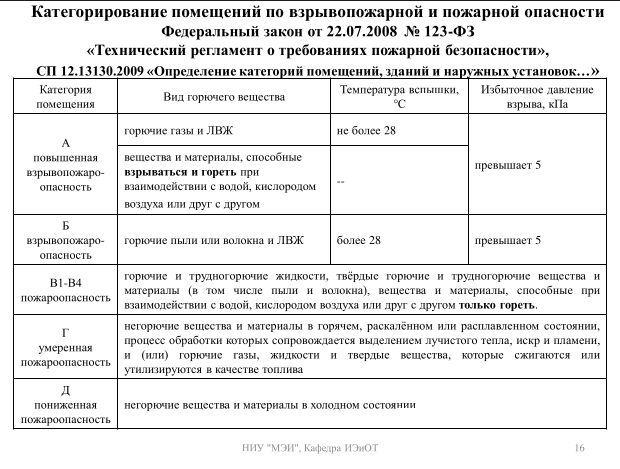 Категорирование помещений по взрывопожарной и пожарной опасности
Федеральный закон от 22.07.2008 № 123-ФЗ
«Технический регламент о требованиях пожарной безопасности»,
СП 12.13130.2009 «Определение категорий помещений, зданий и наружных установок…»
Категория
помещения
Вид горючего вещества
Температура вспышки,
°С
Избыточное давление
взрыва, кПа
А
повышенная
взрывопожаро-
опасность
горючие газы и ЛВЖ
не более 28
превышает 5
вещества и материалы, способные
взрываться и гореть при
взаимодействии с водой, кислородом
воздуха или друг с другом
--
Б
взрывопожаро-
опасность
горючие пыли или волокна и ЛВЖ
более 28
превышает 5
В1-В4
пожароопасность
горючие и трудногорючие жидкости, твёрдые горючие и трудногорючие вещества и
материалы (в том числе пыли и волокна), вещества и материалы, способные при
взаимодействии с водой, кислородом воздуха или друг с другом только гореть.
Г
умеренная
пожароопасность
негорючие вещества и материалы в горячем, раскалённом или расплавленном состоянии,
процесс обработки которых сопровождается выделением лучистого тепла, искр и пламени,
и (или) горючие газы, жидкости и твердые вещества, которые сжигаются или
утилизируются в качестве топлива
Д
пониженная
пожароопасность
негорючие вещества и материалы в холодном состоянии
НИУ "МЭИ", Кафедра ИЭиОТ
16